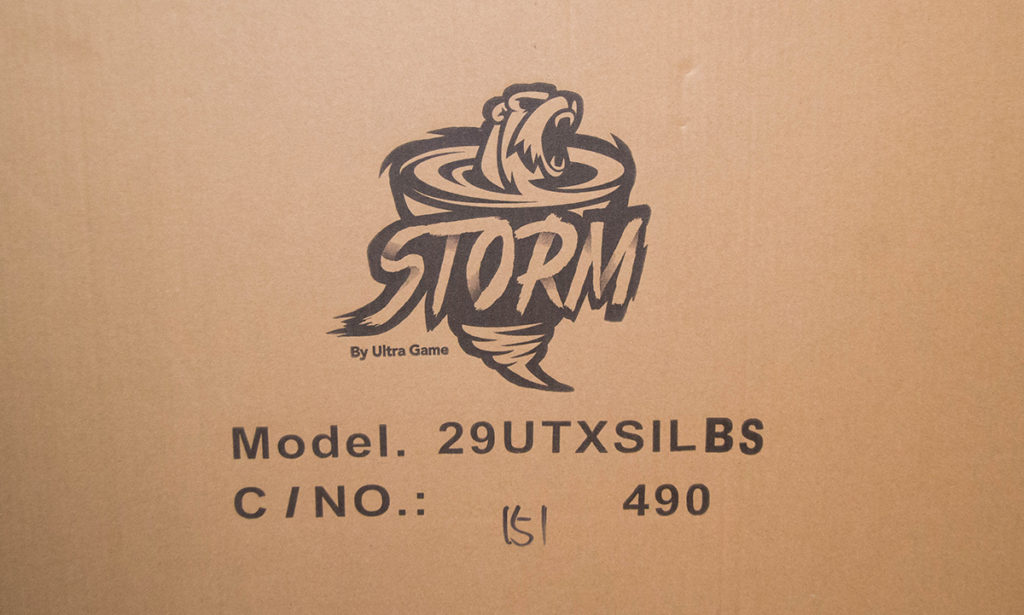 STORM
By Ultra Game
Model. 29UTXSILBS
C/NO.: 151 490